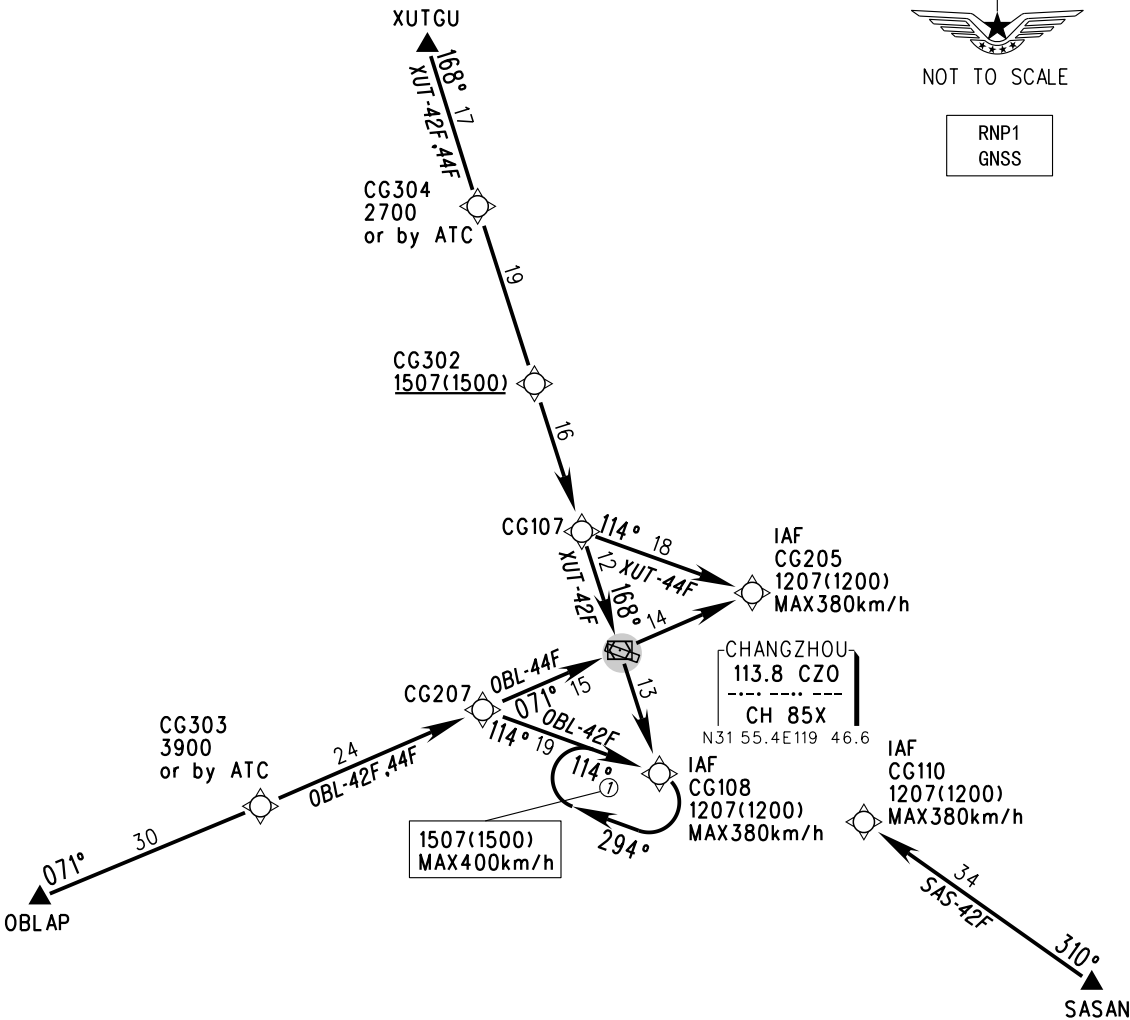 XUTGU
168°
17
XUT-42F,44F
NOT TO SCALE
RNP1
GNSS
CG304
2700
or by ATC
19
CG302
1507(1500)
16
CG107
114°
18
XUT-44F
12
XUT-42F
168°
IAF
CG205
1207(1200)
MAX380km/h
14
CHANGZHOU
113.8 CZO
CH 85X
N31 55.4E119 46.6
OBL-44F
071°
15
CG207
OBL-42F
114°
19
13
CG303
3900
or by ATC
24
OBL-42F,44F
114°
1
IAF
CG108
1207(1200)
MAX380km/h
294°
1507(1500)
MAX400km/h
IAF
CG110
1207(1200)
MAX380km/h
30
071°
OBLAP
34
SAS-42F
310°
SASAN